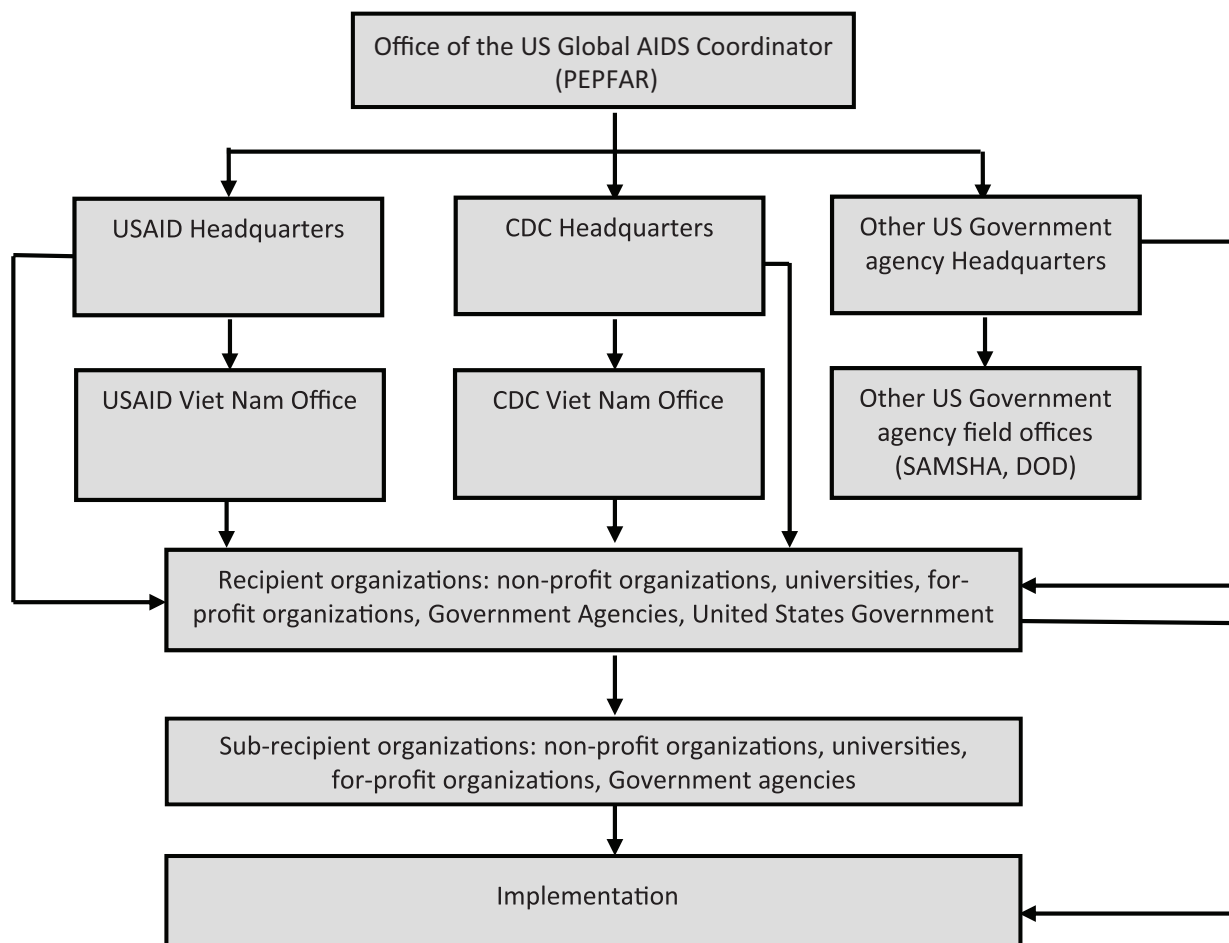 Office of the US Global AIDS Coordinator
(PEPFAR)
USAID Headquarters
CDC Headquarters
Other US Government
agency Headquarters
USAID Viet Nam Office
CDC Viet Nam Office
Other US Government
agency field offices
(SAMSHA, DOD)
Recipient organizations: non-profit organizations, universities, for-
profit organizations, Government Agencies, United States Government
Sub-recipient organizations: non-profit organizations, universities,
for-profit organizations, Government agencies
Implementation